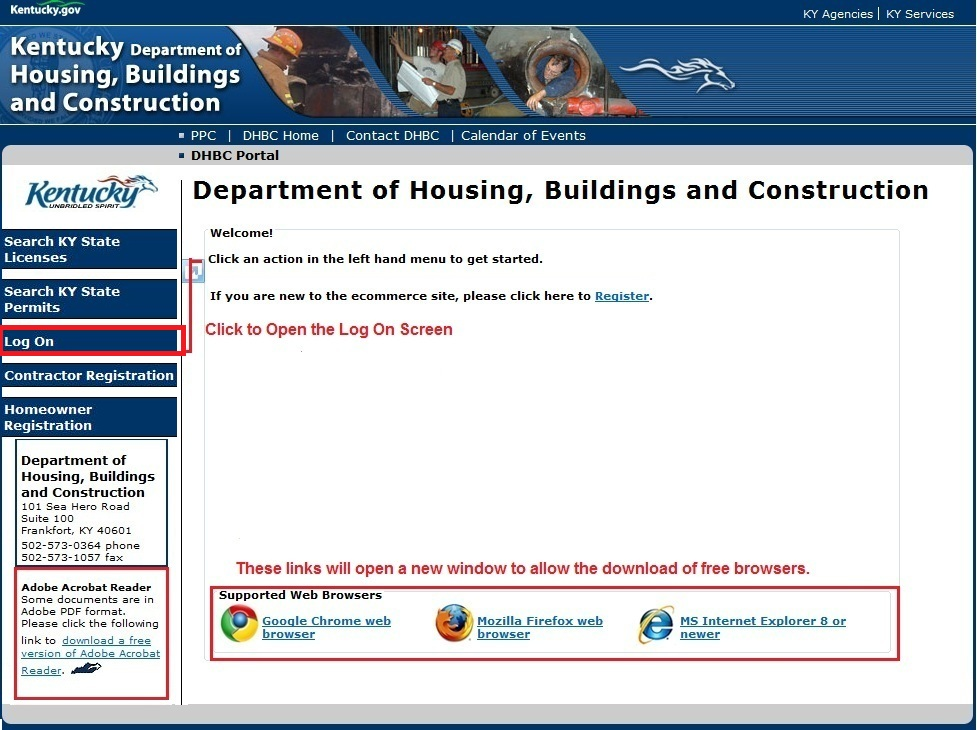 Kentucky.gov
KY Agencies | KY Services
Kentucky Department of
Housing, Buildings
and Construction
PPC | DHBC Home | Contact DHBC | Calendar of Events
DHBC Portal
Kentucky
UNBRIDLED SPIRIT
Department of Housing, Buildings and Construction
Search KY State
Licenses
Search KY State
Permits
Log On
Contractor Registration
Homeowner
Registration
Welcome!
Click an action in the left hand menu to get started.
If you are new to the ecommerce site, please click here to Register.
Click to Open the Log On Screen
Department of
Housing, Buildings
and Construction
101 Sea Hero Road
Suite 100
Frankfort, KY 40601
502-573-0364 phone
502-573-1057 fax
Adobe Acrobat Reader
Some documents are in
Adobe PDF format.
Please click the following
link to download a free
version of Adobe Acrobat
Reader.
These links will open a new window to allow the download of free browsers.
Supported Web Browsers
Google Chrome web
browser
Mozilla Firefox web
browser
MS Internet Explorer 8 or
newer